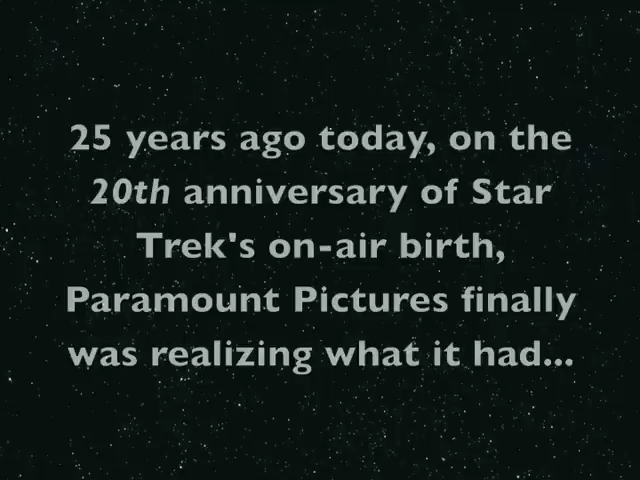 25 years ago today, on the
20th anniversary of Star
Trek's on-air birth,
Paramount Pictures finally
was realizing what it had...